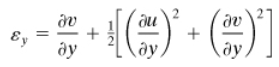 ε_y = ∂v/∂y + ½[(∂u/∂y)² + (∂v/∂y)²]